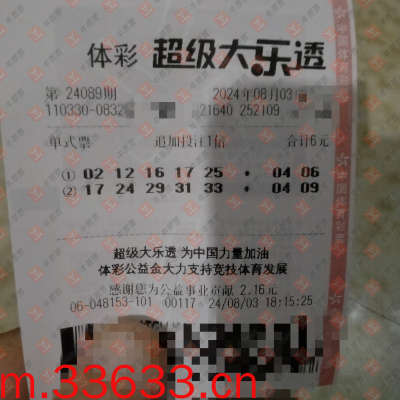 体彩 超级大乐透
第 24089期 2024年08月03日
110330-0832 21640 252109
单式票 追加投注1倍 合计6元
(1) 02 12 16 17 25 + 04 06
(2) 17 24 29 31 33 + 04 09
超级大乐透 为中国力量加油
体彩公益金大力支持竞技体育发展
感谢您为公益事业贡献 2.16元
06-048153-101 00117 24/08/03 18:15:25
m.33633.cn